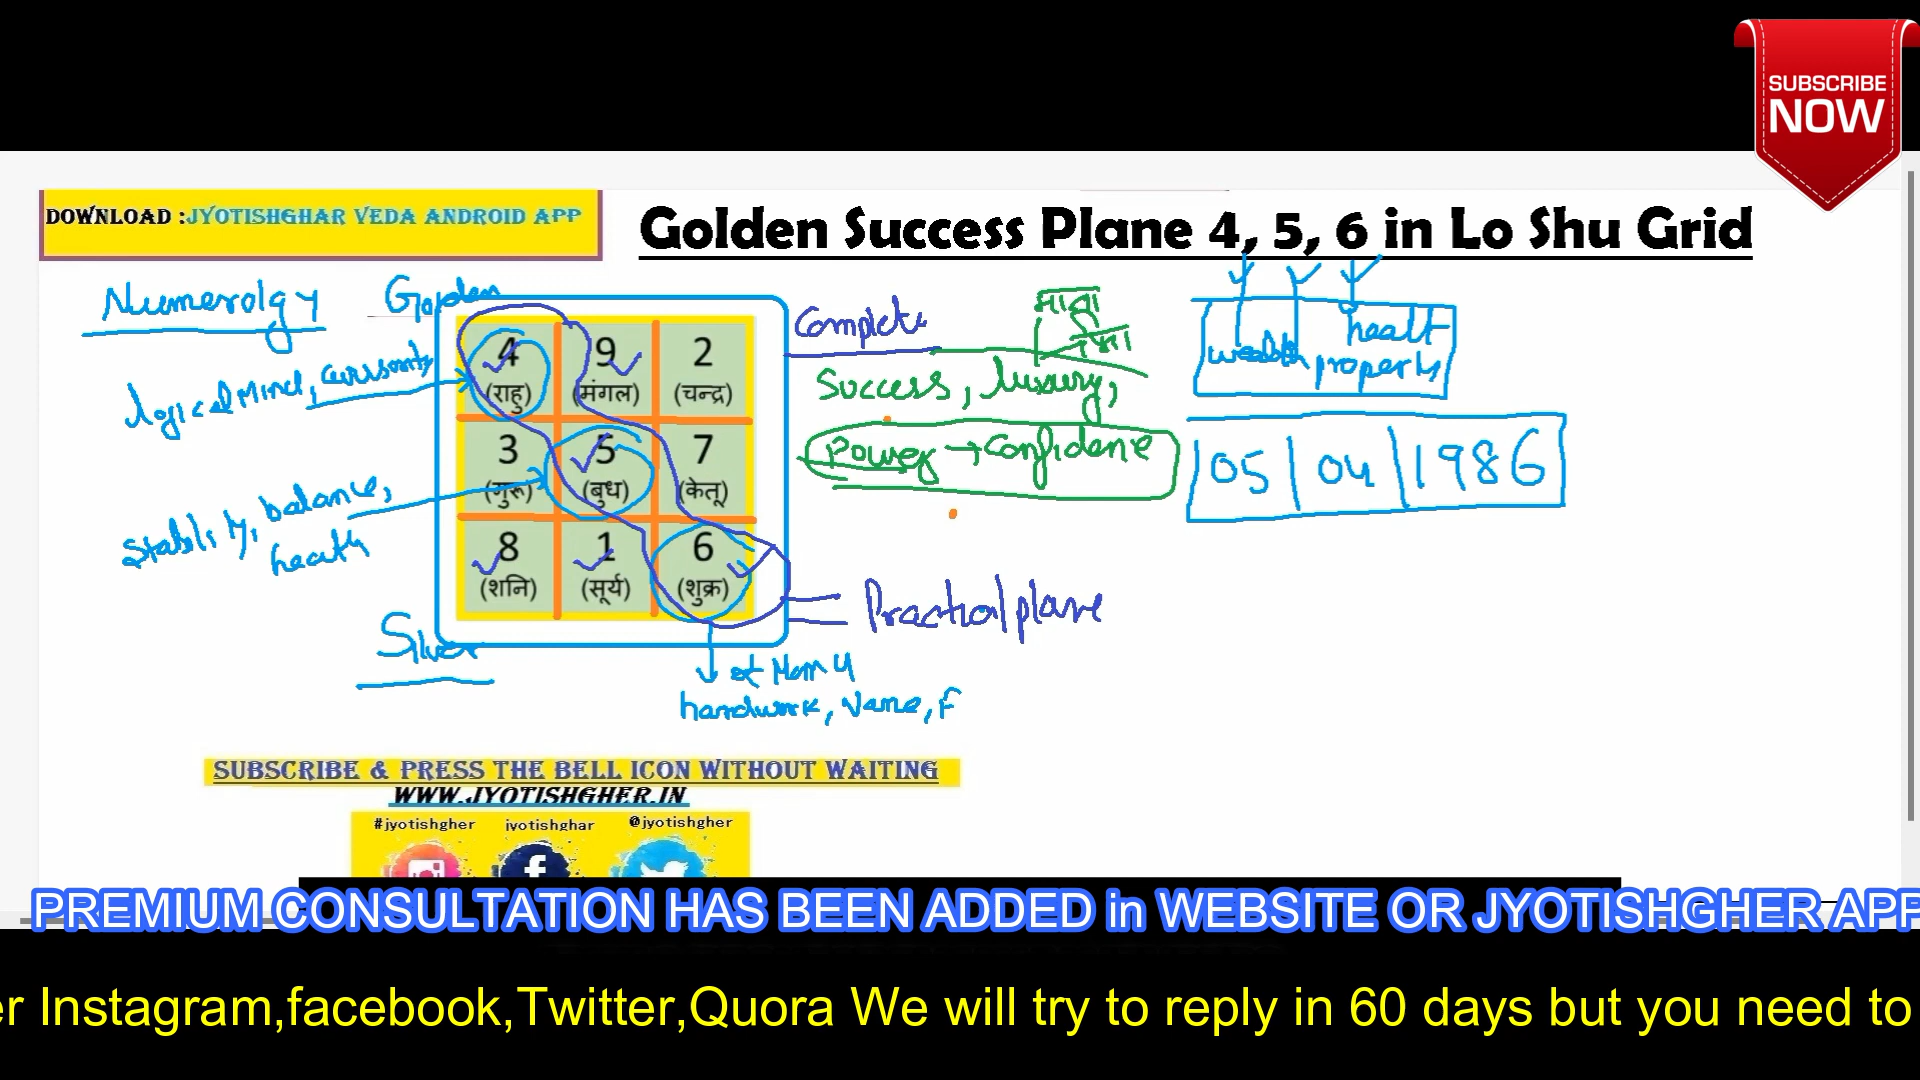 SUBSCRIBE
NOW
DOWNLOAD :JYOTISHGHAR VEDA ANDROID APP
Golden Success Plane 4, 5, 6 in Lo Shu Grid
Numerolgy
Golden
logical Mind,
4 9 2
(राहु) (मंगल) (चन्द्र)
3 5 7
(गुरू) (बुध) (केतू)
8 1 6
(शनि) (सूर्य) (शुक्र)
Complete
Success, luxury,
Power → Confidence
wealth healt
property
05 04 1986
balance,
Silver
Practical plane
hardwork, Name, F
SUBSCRIBE & PRESS THE BELL ICON WITHOUT WAITING
WWW.JYOTISHGHER.IN
#jyotishgher jyotishghar @jyotishgher
PREMIUM CONSULTATION HAS BEEN ADDED in WEBSITE OR JYOTISHGHER APP
er Instagram,facebook,Twitter,Quora We will try to reply in 60 days but you need to